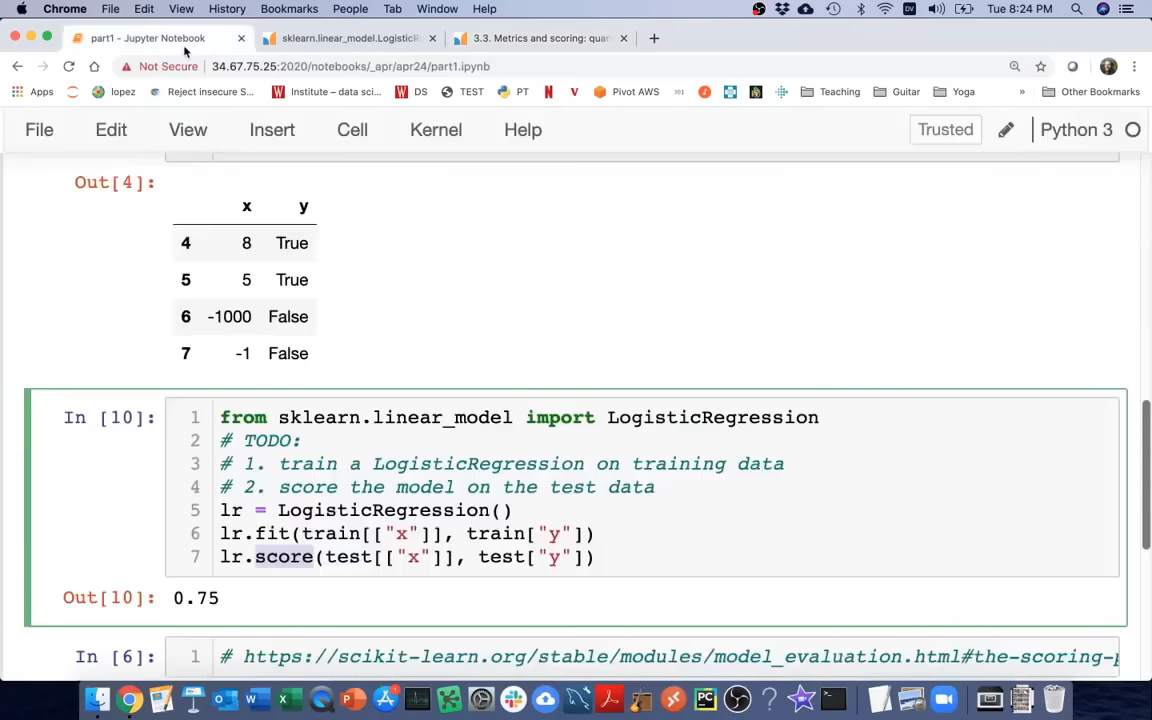 Chrome File Edit View History Bookmarks People Tab Window Help Tue 8:24 PM
part1 - Jupyter Notebook sklearn.linear_model.LogisticR 3.3. Metrics and scoring: quan
Not Secure 34.67.75.25:2020/notebooks/_apr/apr24/part1.ipynb
Apps lopez Reject insecure S... Institute – data sci... DS TEST PT Pivot AWS Teaching Guitar Yoga » Other Bookmarks
File Edit View Insert Cell Kernel Help Trusted Python 3
Out[4]:
x y
4 8 True
5 5 True
6 -1000 False
7 -1 False
In [10]: 1 from sklearn.linear_model import LogisticRegression
2 # TODO:
3 # 1. train a LogisticRegression on training data
4 # 2. score the model on the test data
5 lr = LogisticRegression()
6 lr.fit(train[["x"]], train["y"])
7 lr.score(test[["x"]], test["y"])
Out[10]: 0.75
In [6]: 1 # https://scikit-learn.org/stable/modules/model_evaluation.html#the-scoring-p